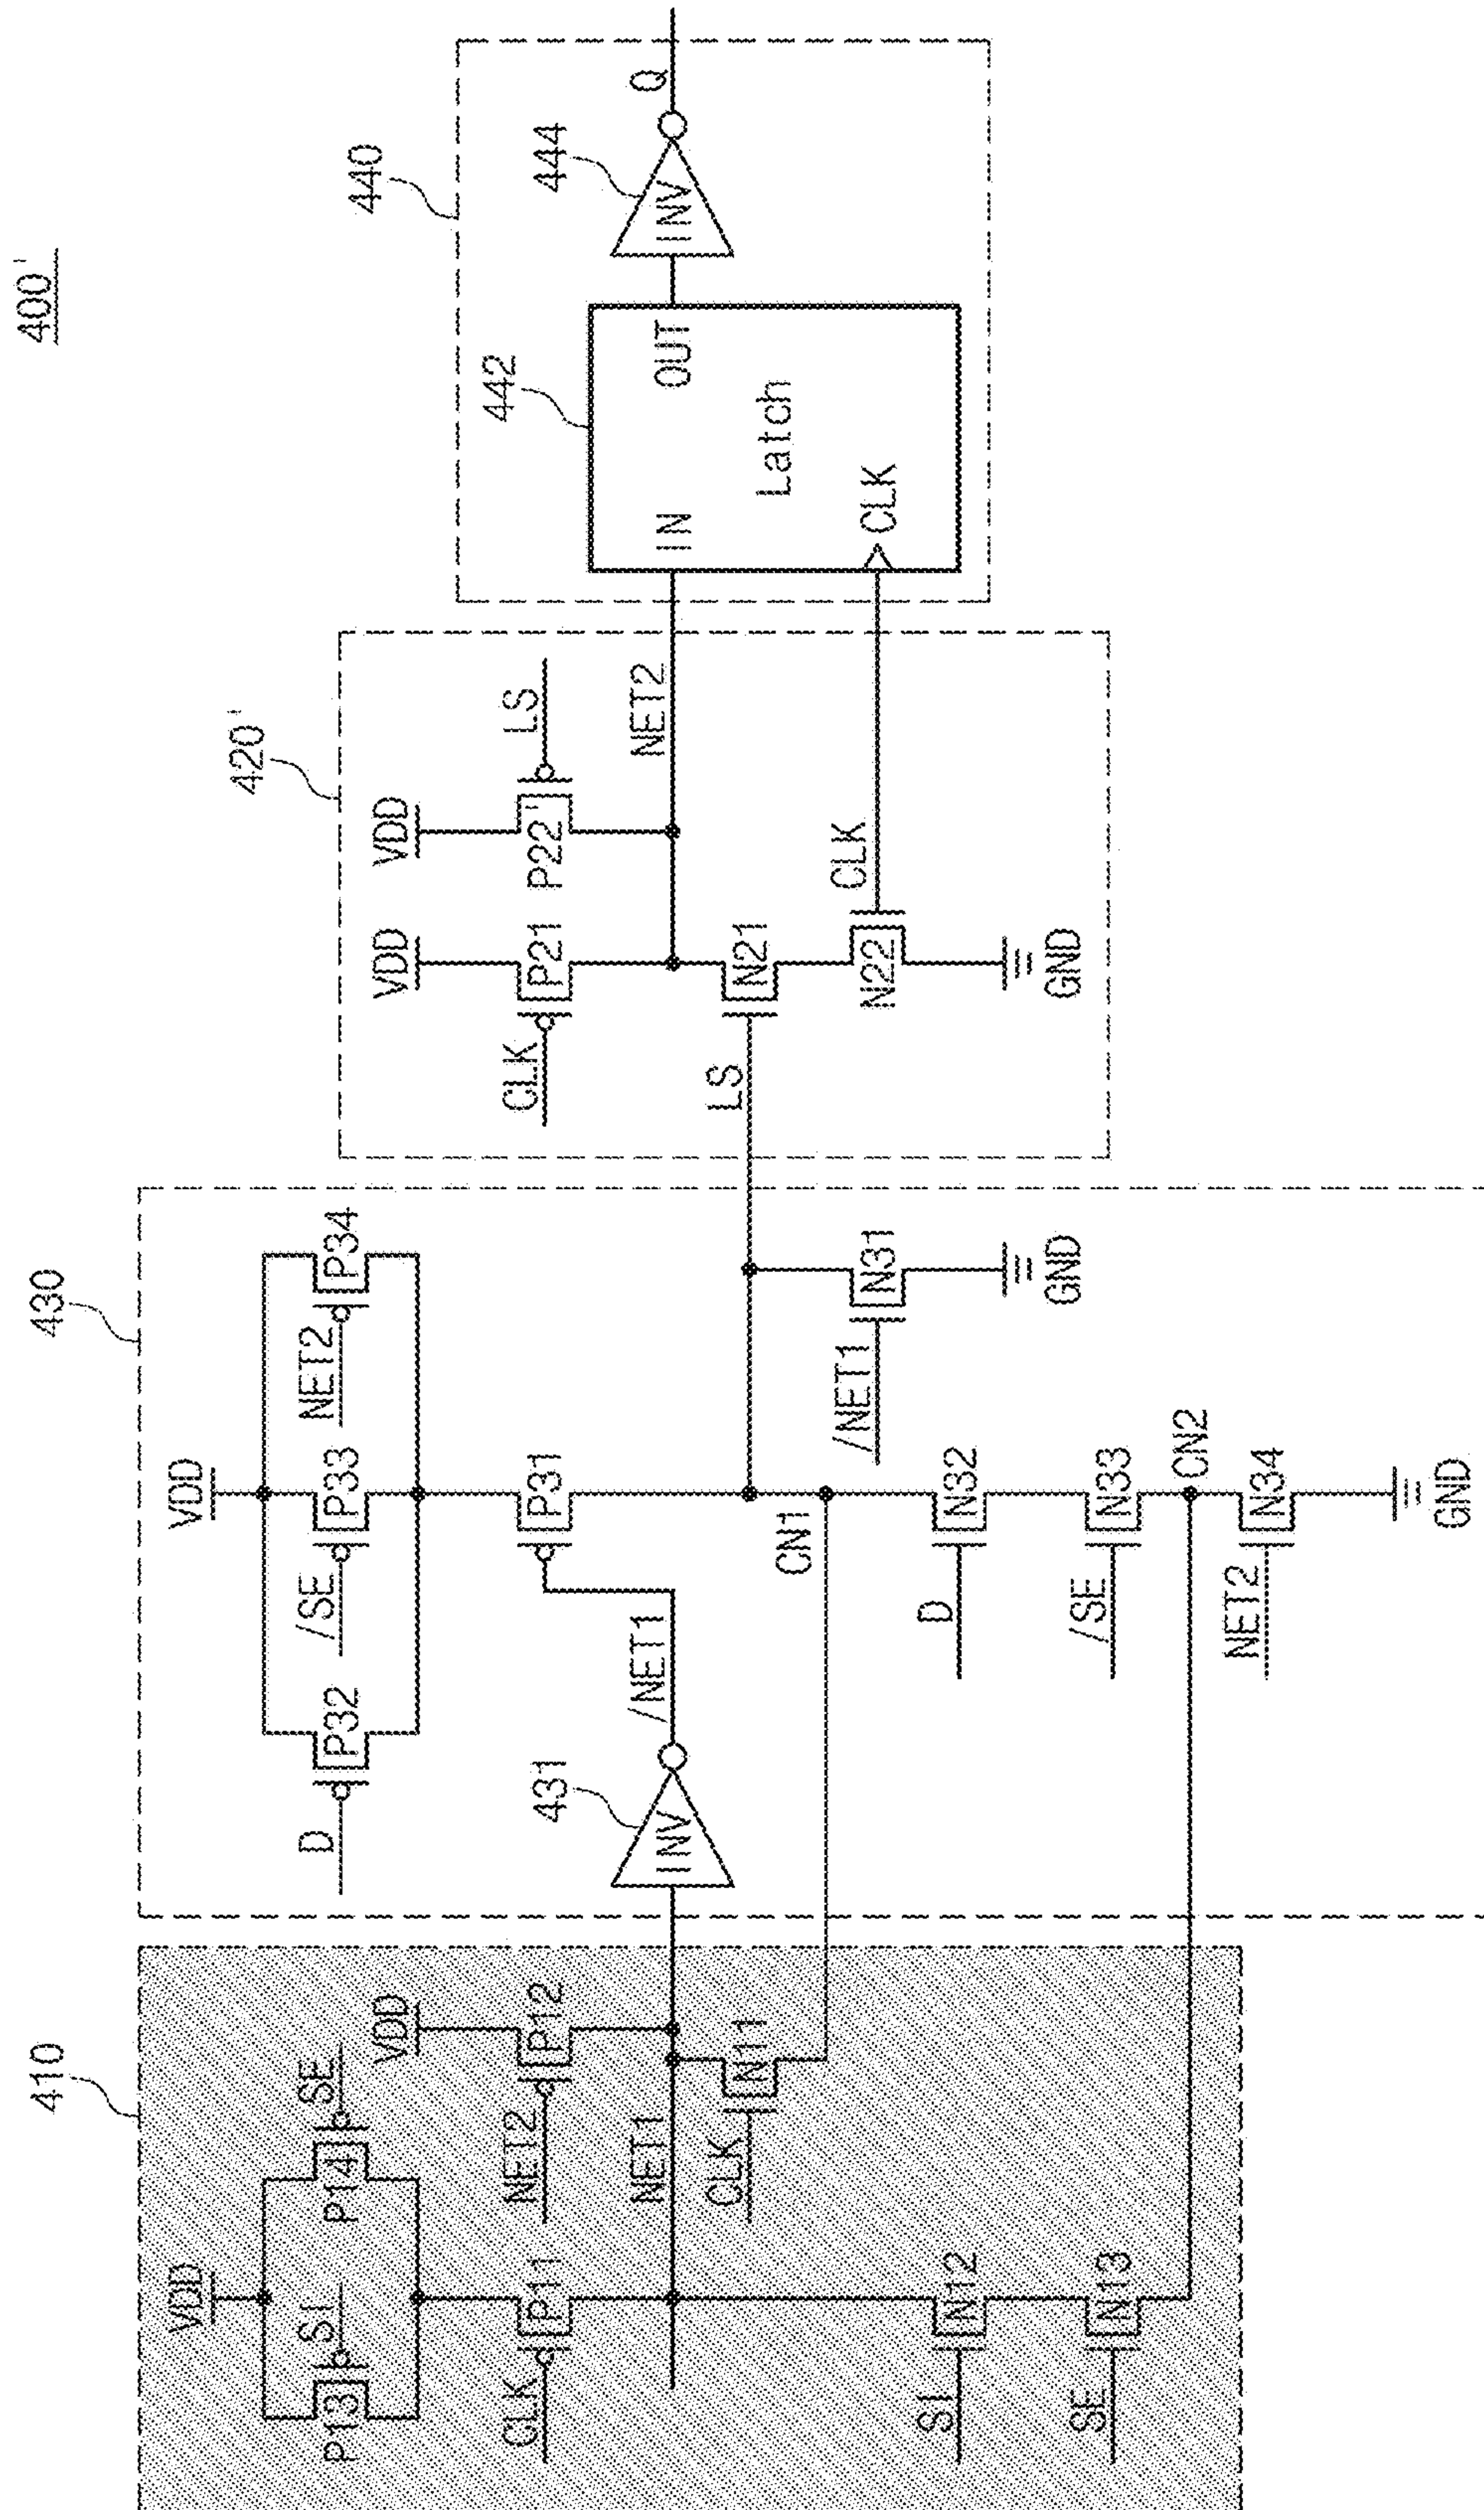 400'
410
VDD
P13
SI
P14
SE
VDD
CLK
P11
NET2
P12
NET1
CLK
N11
SI
N12
SE
N13
430
VDD
D
P32
/SE
P33
NET2
P34
431
INV
/NET1
P31
CN1
/NET1
N31
GND
D
N32
/SE
N33
CN2
NET2
N34
GND
420'
VDD
VDD
CLK
P21
P22'
LS
NET2
LS
N21
CLK
N22
GND
440
442
IN
OUT
Latch
CLK
444
INV
Q